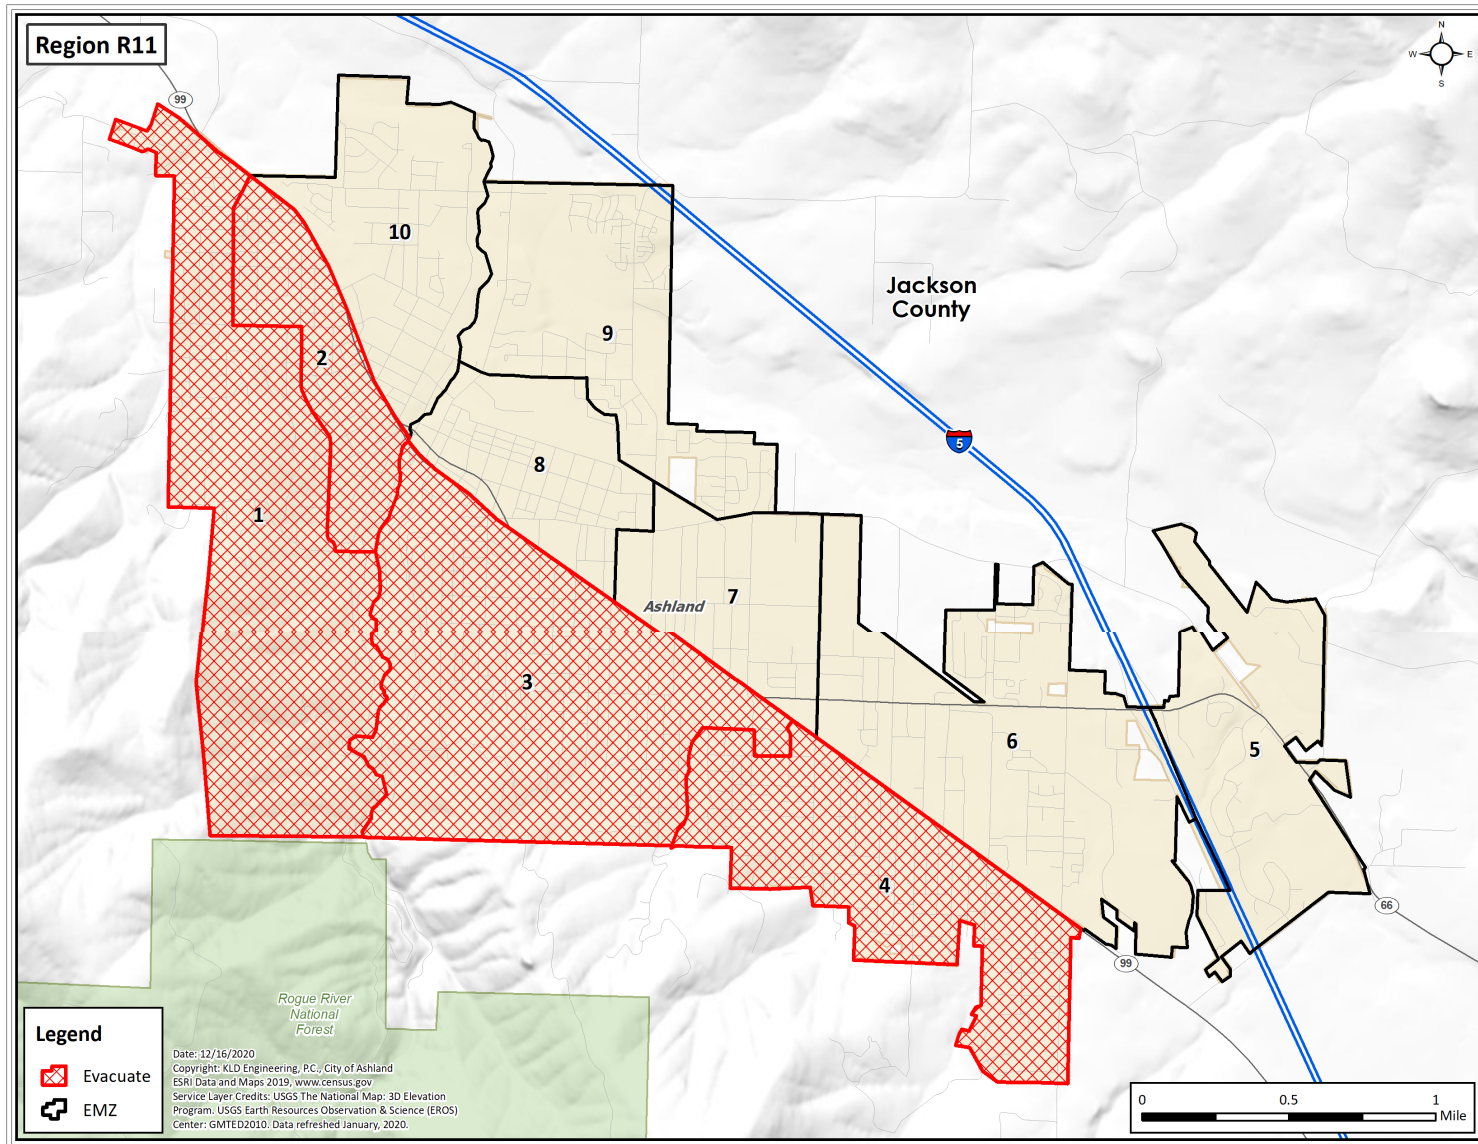 Region R11
N
W E
S
99
10
Jackson
County
9
2
5
8
1
7
Ashland
3
6
5
4
66
99
Rogue River
National
Forest
Legend
Evacuate
EMZ
Date: 12/16/2020
Copyright: KLD Engineering, P.C., City of Ashland
ESRI Data and Maps 2019, www.census.gov
Service Layer Credits: USGS The National Map: 3D Elevation
Program. USGS Earth Resources Observation & Science (EROS)
Center: GMTED2010. Data refreshed January, 2020.
0 0.5 1
Mile